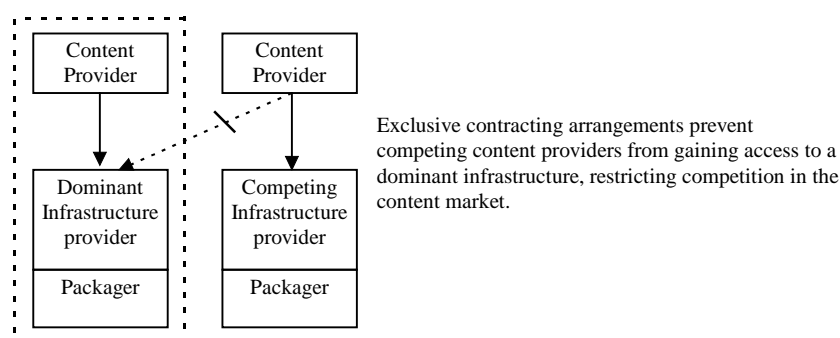 Content
Provider
Content
Provider
Exclusive contracting arrangements prevent
competing content providers from gaining access to a
dominant infrastructure, restricting competition in the
content market.
Dominant
Infrastructure
provider
Competing
Infrastructure
provider
Packager
Packager